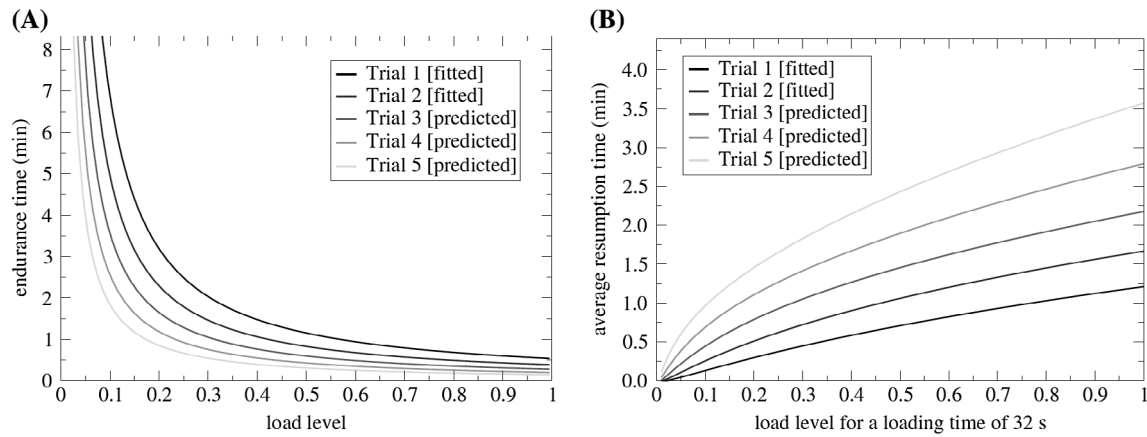 (A)
8
7
6
5
4
3
2
1
0
endurance time (min)
Trial 1 [fitted]
Trial 2 [fitted]
Trial 3 [predicted]
Trial 4 [predicted]
Trial 5 [predicted]
0 0.1 0.2 0.3 0.4 0.5 0.6 0.7 0.8 0.9 1
load level
(B)
4.0
3.5
3.0
2.5
2.0
1.5
1.0
0.5
0.0
average resumption time (min)
Trial 1 [fitted]
Trial 2 [fitted]
Trial 3 [predicted]
Trial 4 [predicted]
Trial 5 [predicted]
0 0.1 0.2 0.3 0.4 0.5 0.6 0.7 0.8 0.9 1
load level for a loading time of 32 s